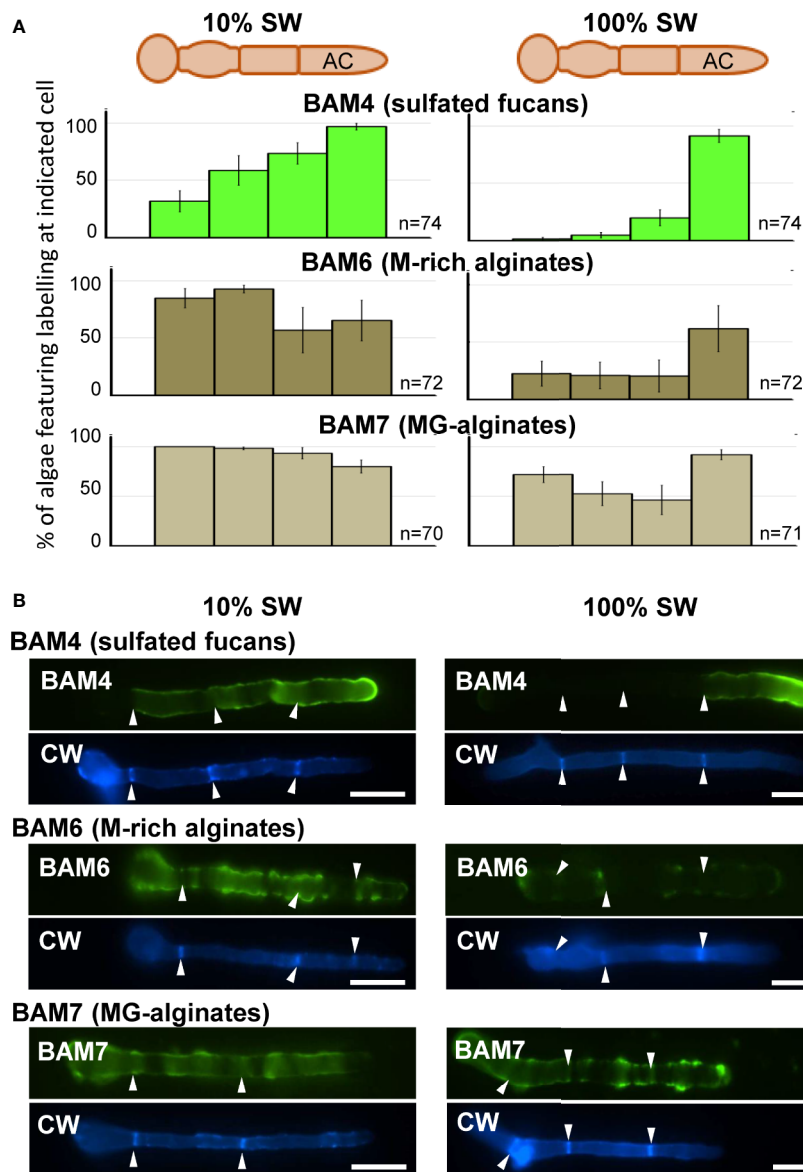 A
10% SW
100% SW
AC
AC
BAM4 (sulfated fucans)
% of algae featuring labelling at indicated cell
100
50
0
n=74
n=74
BAM6 (M-rich alginates)
100
50
0
n=72
n=72
BAM7 (MG-alginates)
100
50
0
n=70
n=71
B
10% SW
100% SW
BAM4 (sulfated fucans)
BAM4
BAM4
CW
CW
BAM6 (M-rich alginates)
BAM6
BAM6
CW
CW
BAM7 (MG-alginates)
BAM7
BAM7
CW
CW